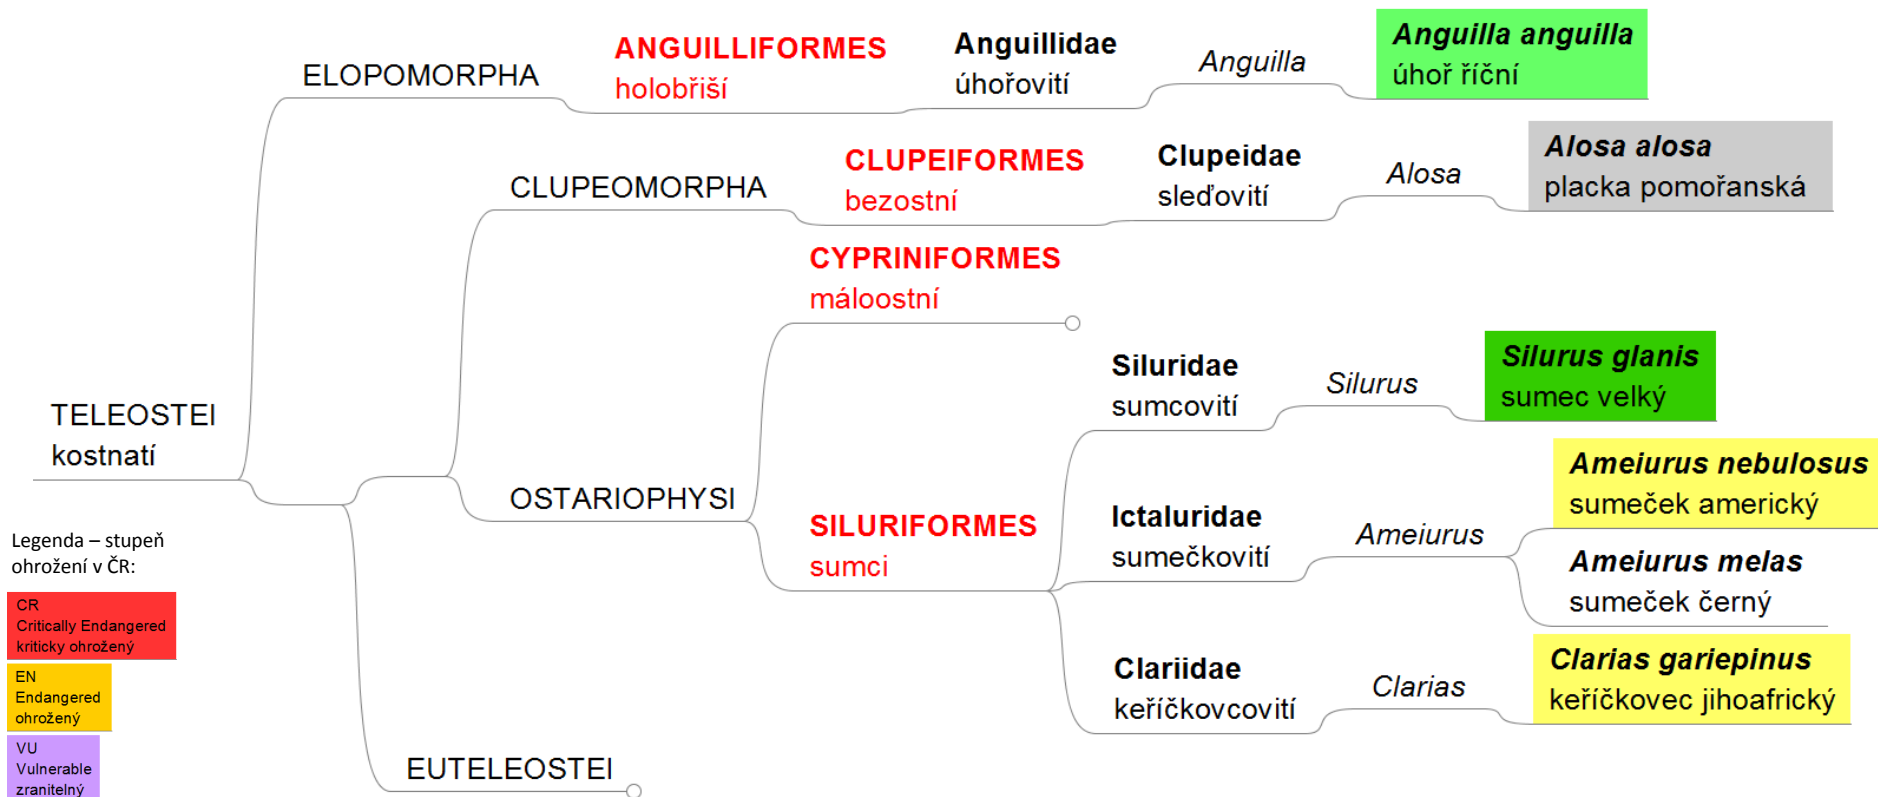 ELOPOMORPHA
ANGUILLIFORMES
holobřiší
Anguillidae
úhořovití
Anguilla
Anguilla anguilla
úhoř říční
CLUPEOMORPHA
CLUPEIFORMES
bezostní
Clupeidae
sleďovití
Alosa
Alosa alosa
placka pomořanská
CYPRINIFORMES
máloostní
TELEOSTEI
kostnatí
OSTARIOPHYSI
SILURIFORMES
sumci
Siluridae
sumcovití
Silurus
Silurus glanis
sumec velký
Ictaluridae
sumečkovití
Ameiurus
Ameiurus nebulosus
sumeček americký
Ameiurus melas
sumeček černý
Clariidae
keříčkovcovití
Clarias
Clarias gariepinus
keříčkovec jihoafrický
EUTELEOSTEI
Legenda – stupeň
ohrožení v ČR:
CR
Critically Endangered
kriticky ohrožený
EN
Endangered
ohrožený
VU
Vulnerable
zranitelný